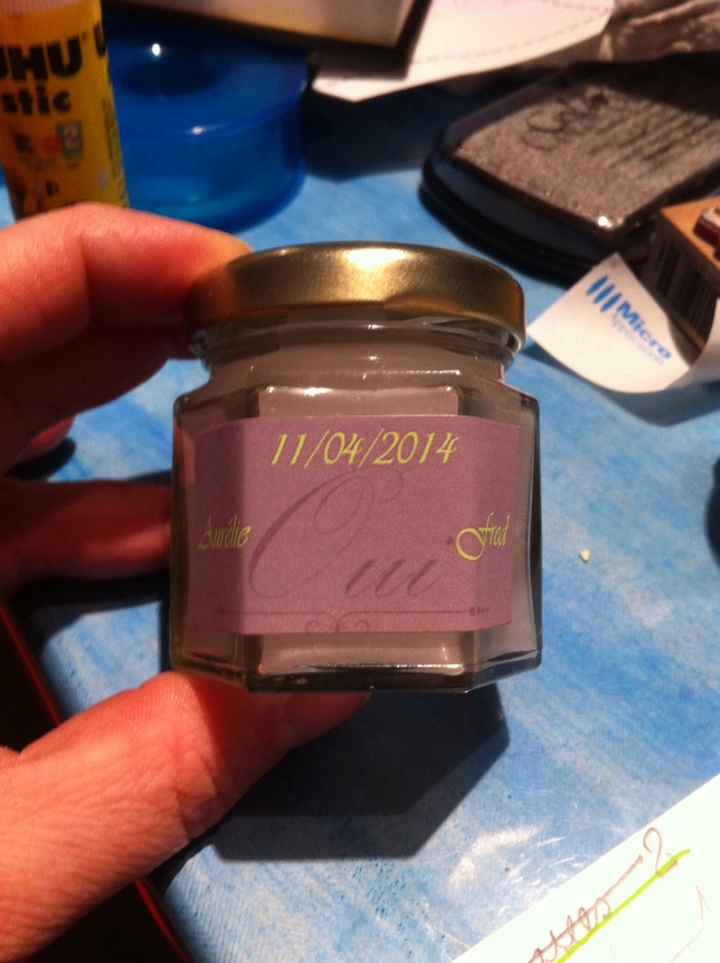 UHU
stic
Micro
11/04/2014
Aurélie
Oui
Fred